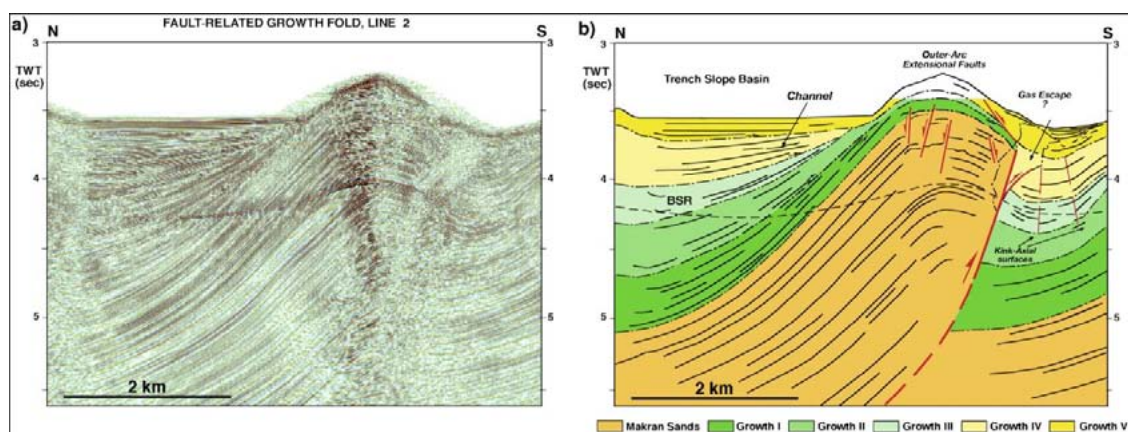 a)
N
FAULT-RELATED GROWTH FOLD, LINE 2
S
3
TWT
(sec)
4
5
3
4
5
2 km
b)
N
S
3
TWT
(sec)
4
5
3
4
5
Outer-Arc
Extensional Faults
Trench Slope Basin
Gas Escape
?
Channel
BSR
Kink-Axial
surfaces
2 km
Makran Sands
Growth I
Growth II
Growth III
Growth IV
Growth V